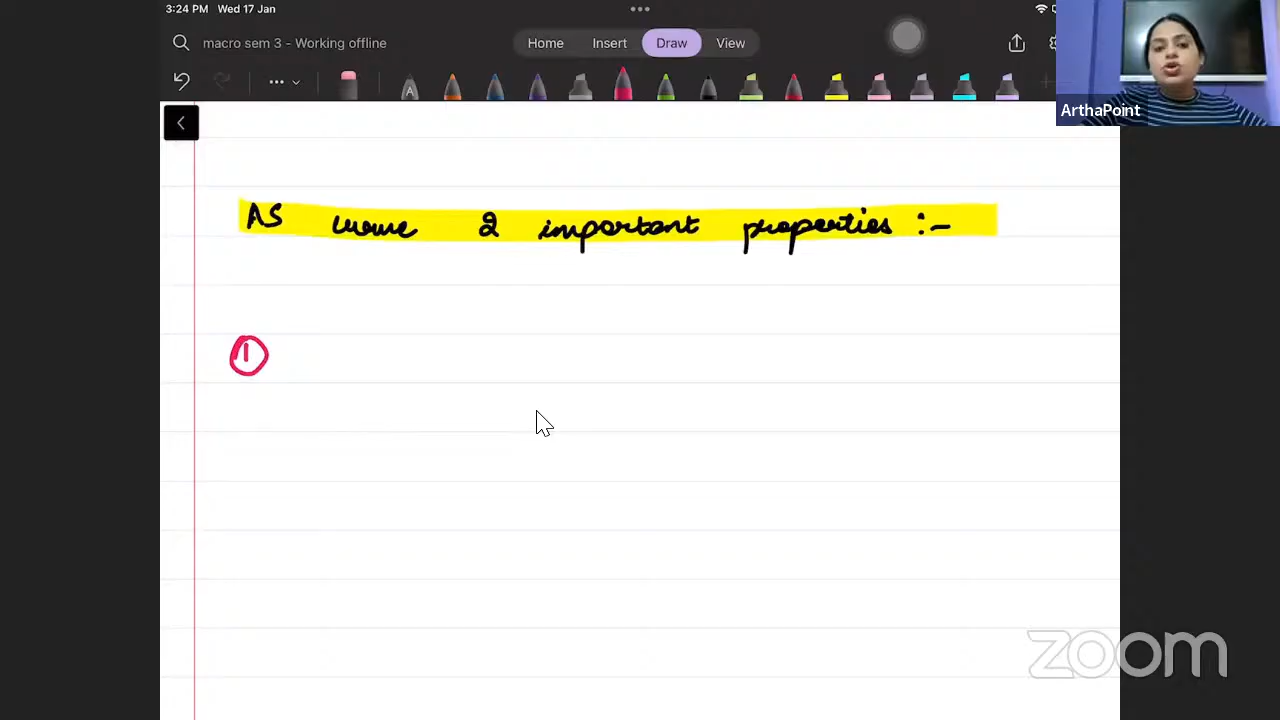 3:24 PM Wed 17 Jan
macro sem 3 - Working offline
Home Insert Draw View
A
ArthaPoint
AS curve 2 important properties :-
1
zoom